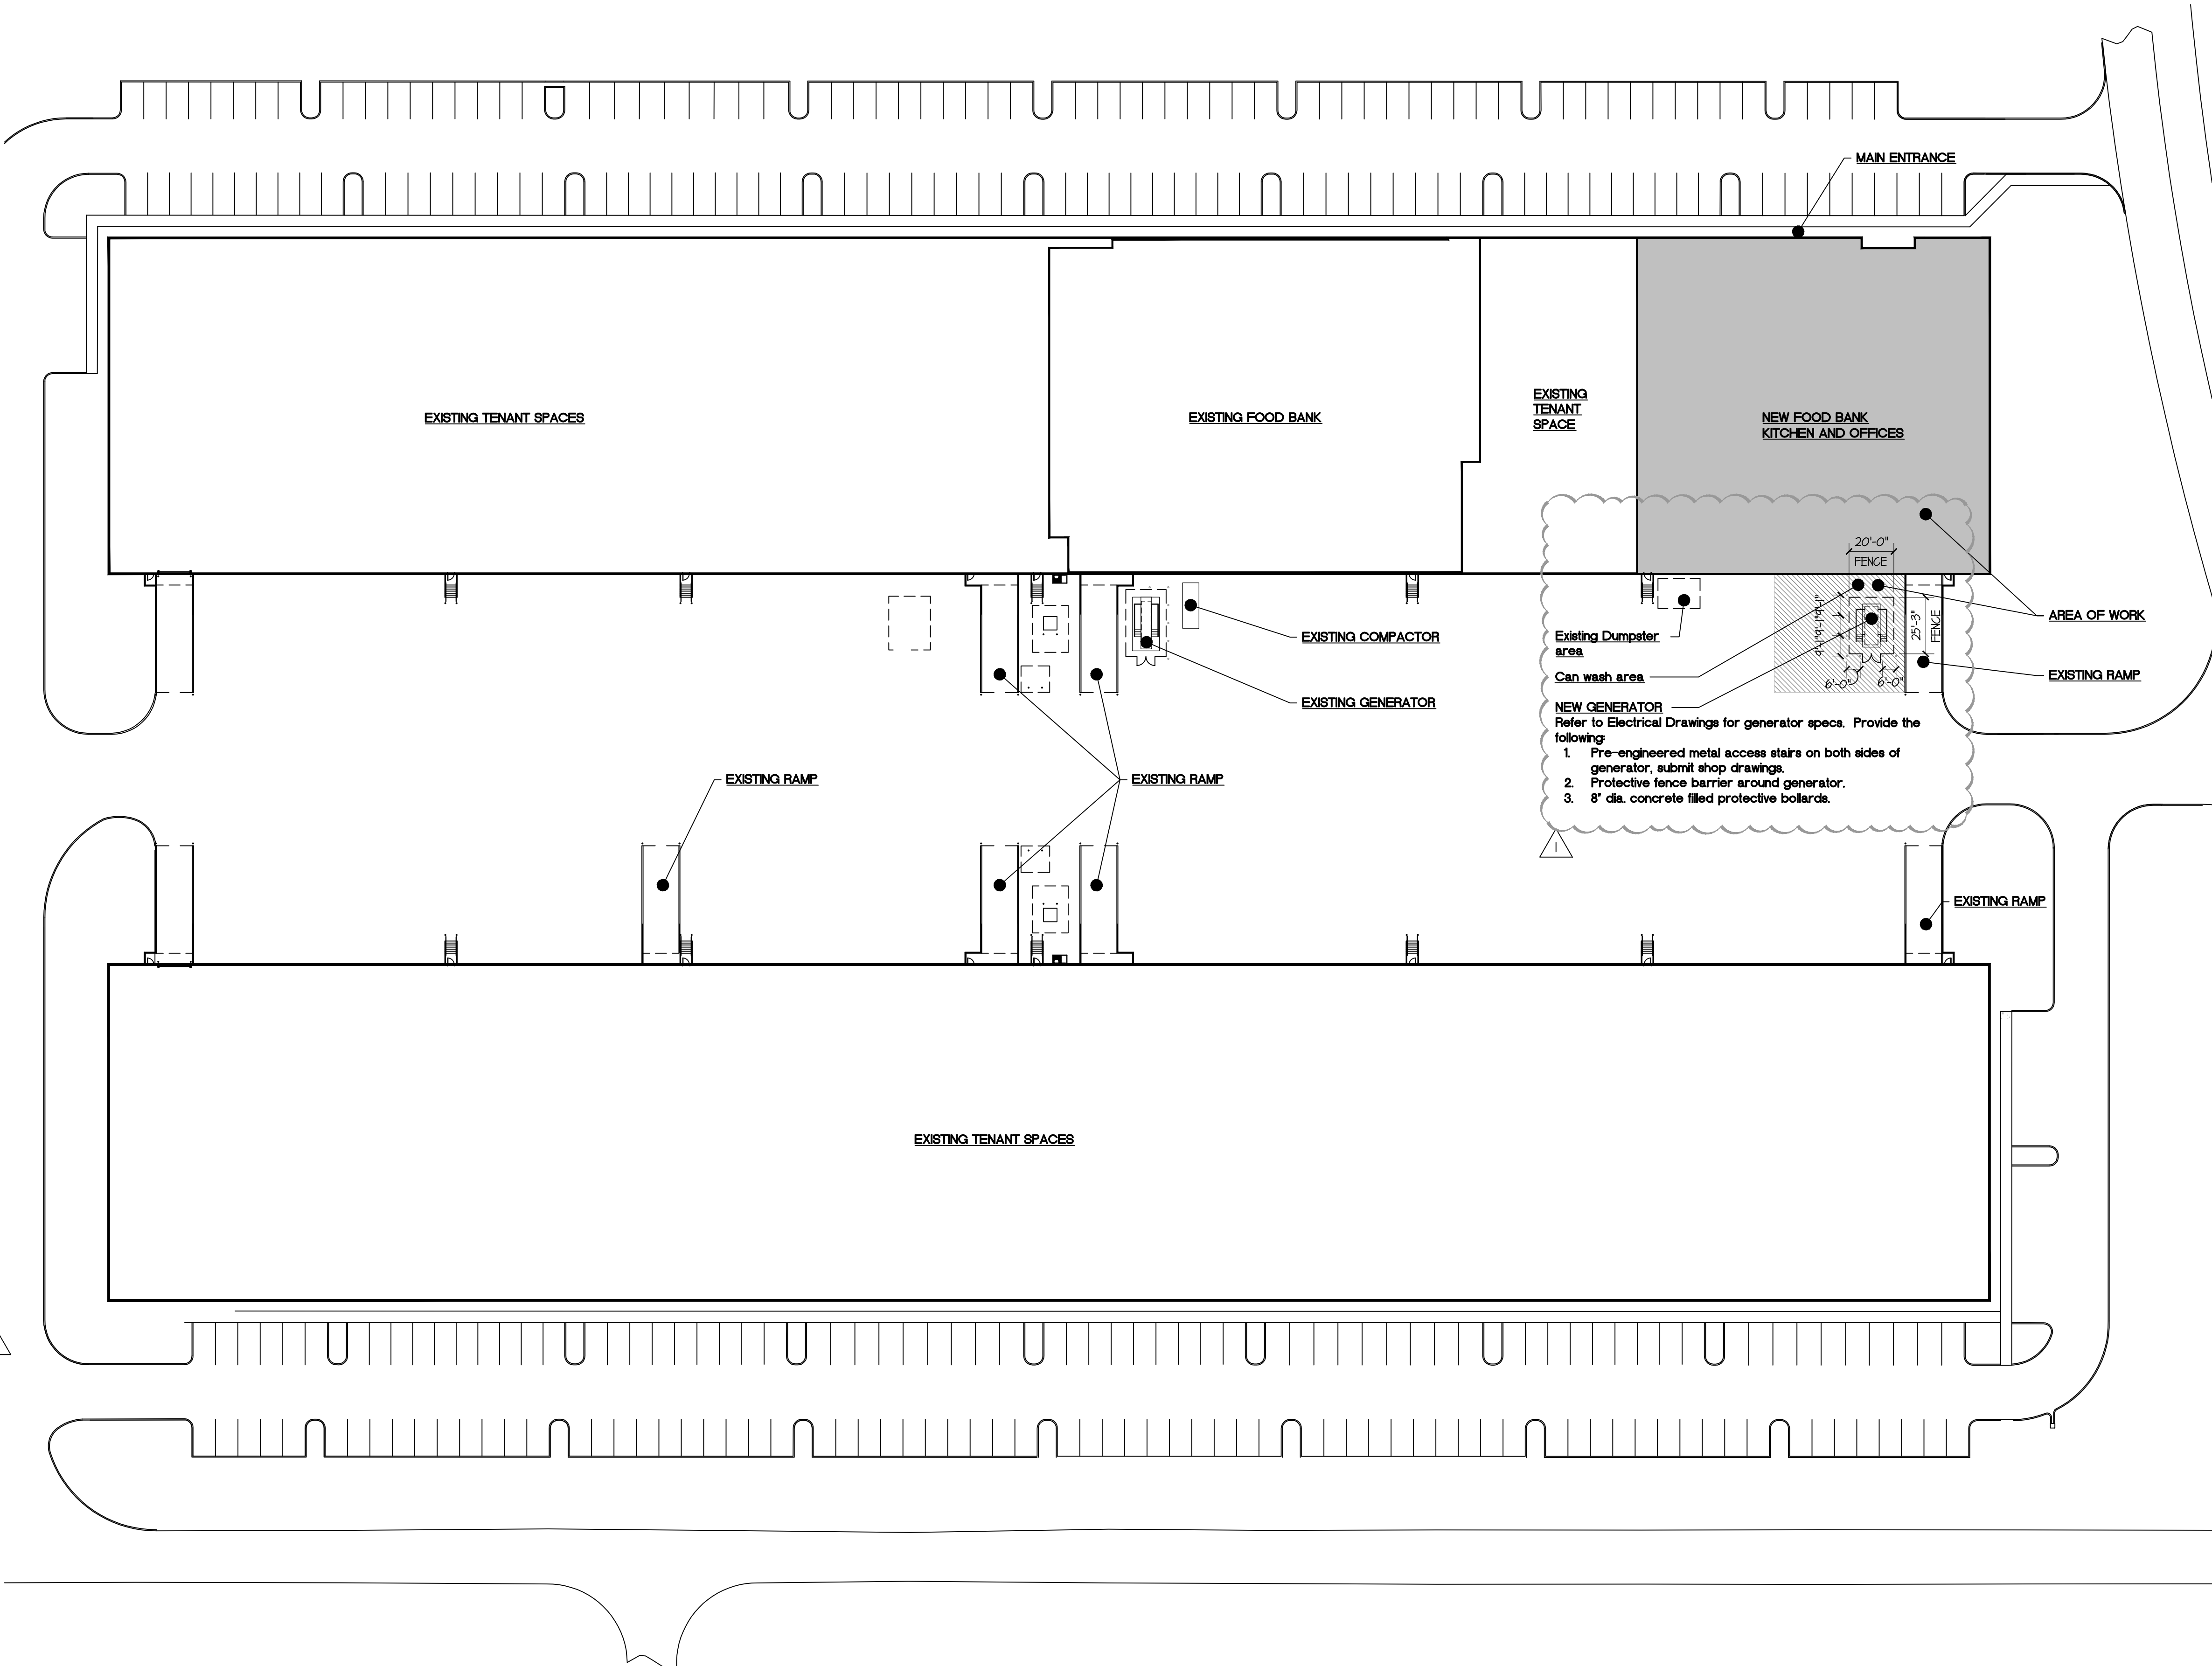 MAIN ENTRANCE
EXISTING TENANT SPACES
EXISTING FOOD BANK
EXISTING
TENANT
SPACE
NEW FOOD BANK
KITCHEN AND OFFICES
20'-0"
FENCE
25'-3"
FENCE
6'-0"
6'-0"
AREA OF WORK
EXISTING RAMP
EXISTING COMPACTOR
EXISTING GENERATOR
Existing Dumpster
area
Can wash area
NEW GENERATOR
Refer to Electrical Drawings for generator specs. Provide the
following:
1. Pre-engineered metal access stairs on both sides of
generator, submit shop drawings.
2. Protective fence barrier around generator.
3. 8" dia. concrete filled protective bollards.
1
EXISTING RAMP
EXISTING RAMP
EXISTING RAMP
EXISTING TENANT SPACES